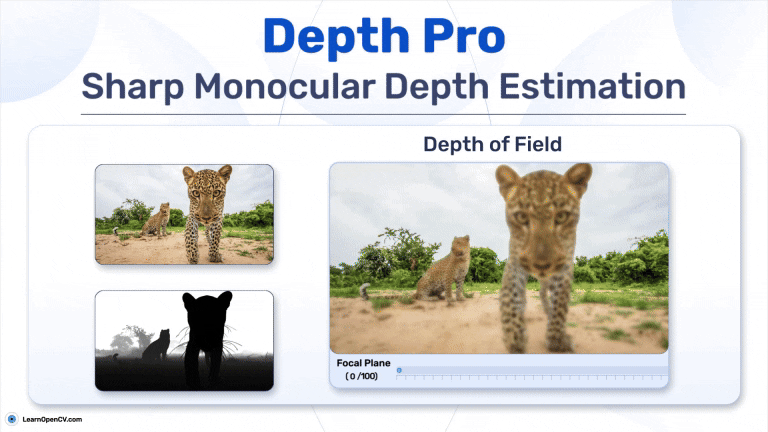 Depth Pro
Sharp Monocular Depth Estimation
Depth of Field
Focal Plane
( 0 /100)
LearnOpenCV.com